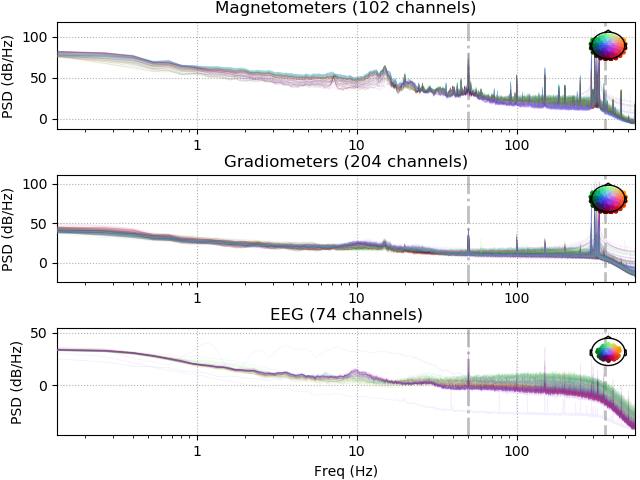 Magnetometers (102 channels)
PSD (dB/Hz)
100
50
0
1
10
100
Gradiometers (204 channels)
PSD (dB/Hz)
100
50
0
1
10
100
EEG (74 channels)
PSD (dB/Hz)
50
0
1
10
100
Freq (Hz)